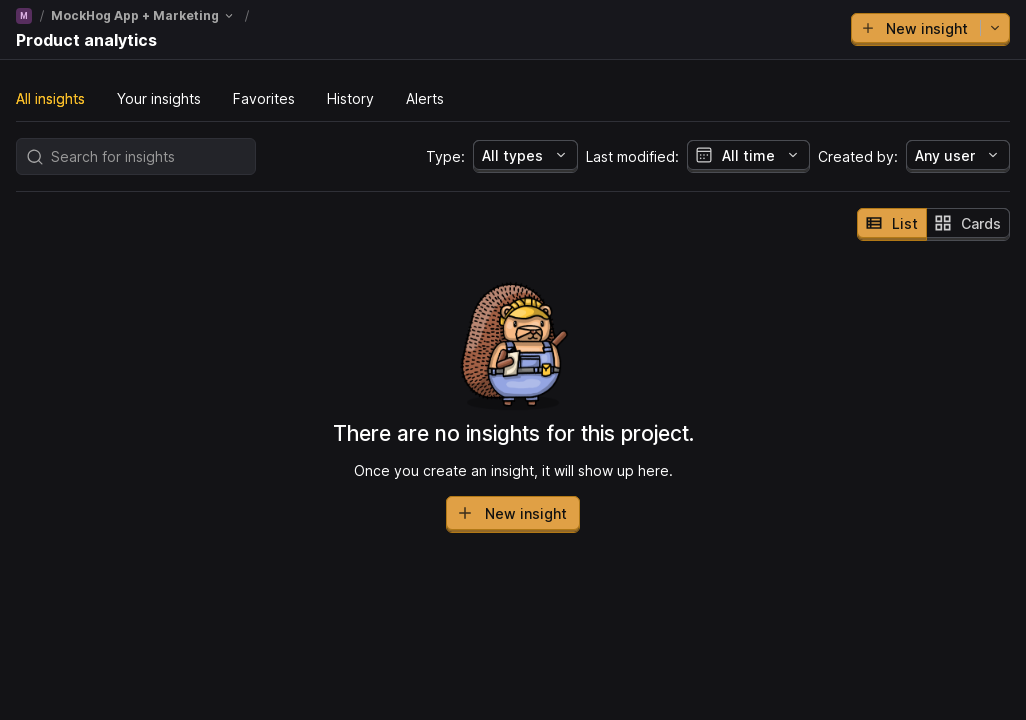 M / MockHog App + Marketing /
Product analytics
New insight
All insights Your insights Favorites History Alerts
Search for insights Type: All types Last modified: All time Created by: Any user
List Cards
There are no insights for this project.
Once you create an insight, it will show up here.
New insight